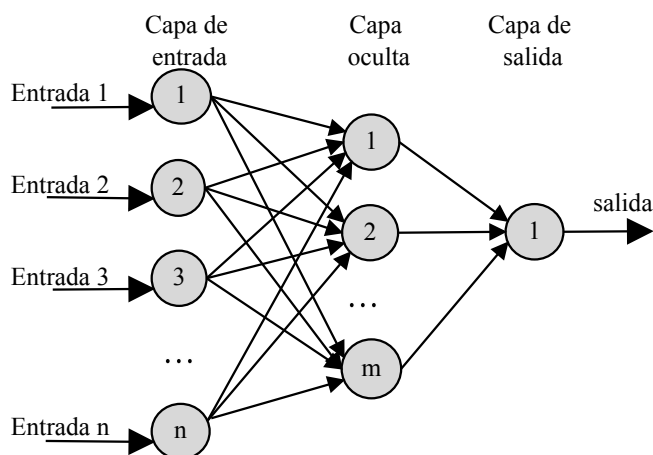 Capa de
entrada
Capa
oculta
Capa de
salida
Entrada 1
1
Entrada 2
2
Entrada 3
3
…
Entrada n
n
1
2
…
m
1
salida